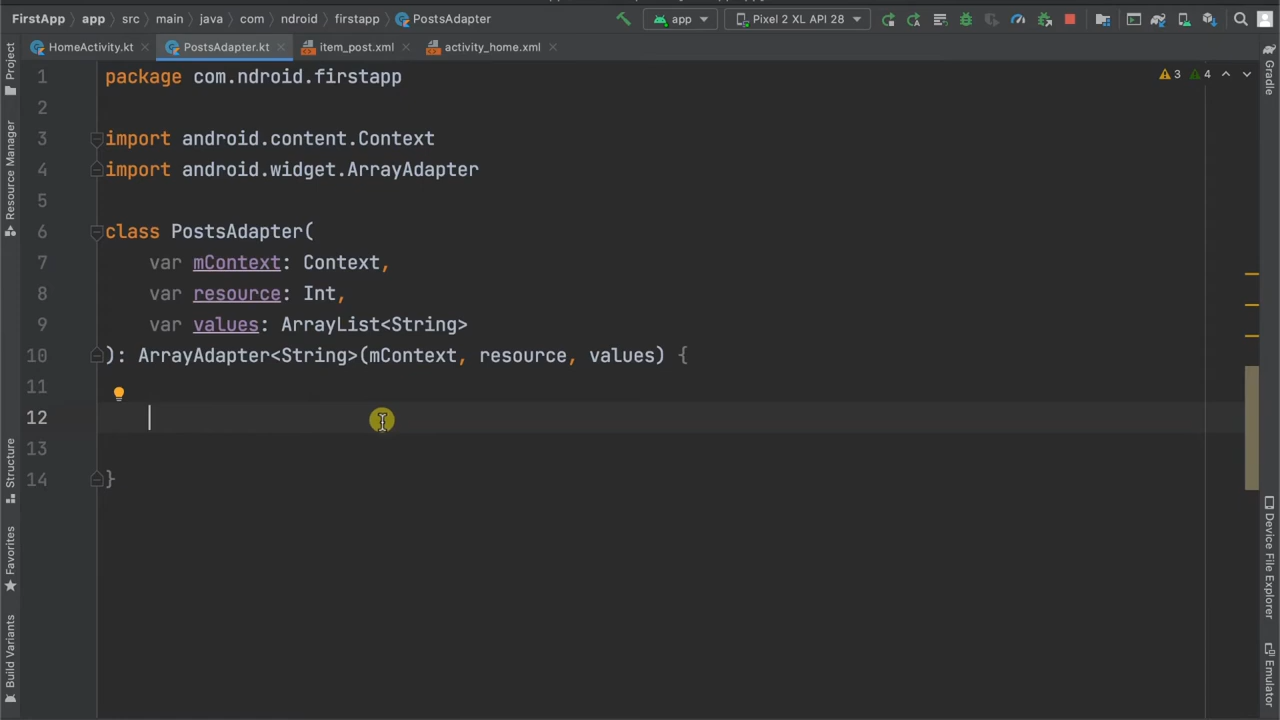 FirstApp app src main java com ndroid firstapp PostsAdapter app Pixel 2 XL API 28
HomeActivity.kt PostsAdapter.kt item_post.xml activity_home.xml
Project
Resource Manager
Structure
Favorites
Build Variants
1 package com.ndroid.firstapp
3 4
2
3 import android.content.Context
4 import android.widget.ArrayAdapter
5
6 class PostsAdapter(
7 var mContext: Context,
8 var resource: Int,
9 var values: ArrayList<String>
10 ): ArrayAdapter<String>(mContext, resource, values) {
11
12
13
14 }
Gradle
Device File Explorer
Emulator